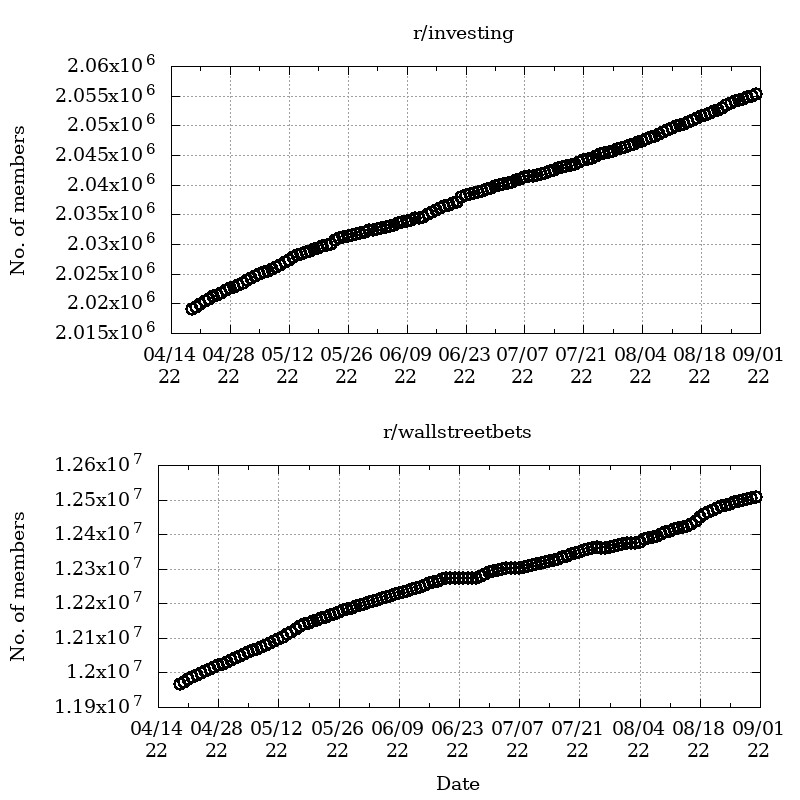 r/investing
2.06x10^6
2.055x10^6
2.05x10^6
2.045x10^6
2.04x10^6
2.035x10^6
2.03x10^6
2.025x10^6
2.02x10^6
2.015x10^6
No. of members
04/14 04/28 05/12 05/26 06/09 06/23 07/07 07/21 08/04 08/18 09/01
22 22 22 22 22 22 22 22 22 22 22
r/wallstreetbets
1.26x10^7
1.25x10^7
1.24x10^7
1.23x10^7
1.22x10^7
1.21x10^7
1.2x10^7
1.19x10^7
No. of members
04/14 04/28 05/12 05/26 06/09 06/23 07/07 07/21 08/04 08/18 09/01
22 22 22 22 22 22 22 22 22 22 22
Date